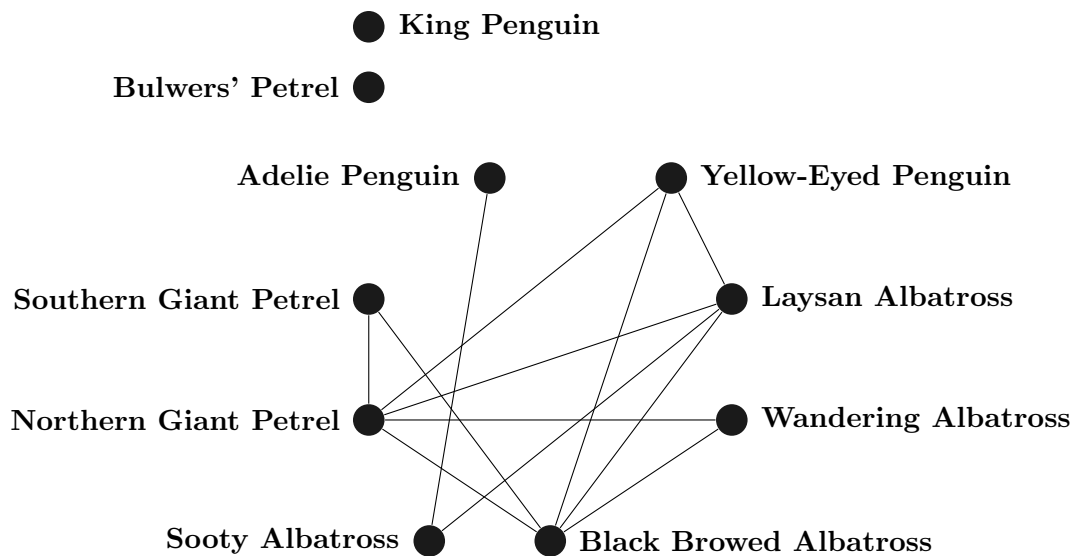 King Penguin
Bulwers' Petrel
Adelie Penguin
Yellow-Eyed Penguin
Southern Giant Petrel
Laysan Albatross
Northern Giant Petrel
Wandering Albatross
Sooty Albatross
Black Browed Albatross